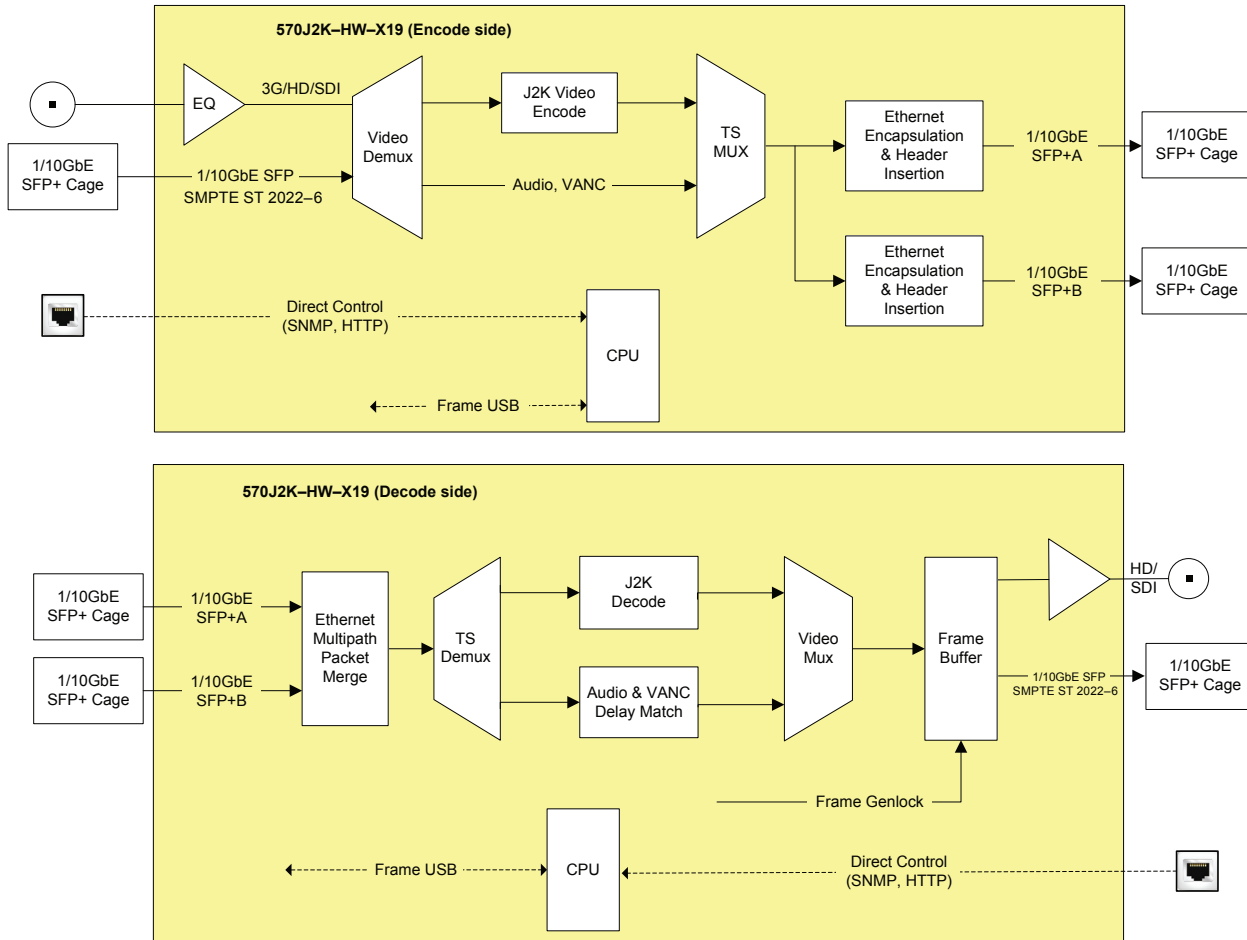 570J2K–HW–X19 (Encode side)
EQ
3G/HD/SDI
1/10GbE
SFP+ Cage
1/10GbE SFP
SMPTE ST 2022–6
Video
Demux
J2K Video
Encode
Audio, VANC
TS
MUX
Ethernet
Encapsulation
& Header
Insertion
1/10GbE
SFP+A
1/10GbE
SFP+ Cage
Ethernet
Encapsulation
& Header
Insertion
1/10GbE
SFP+B
1/10GbE
SFP+ Cage
Direct Control
(SNMP, HTTP)
CPU
Frame USB
570J2K–HW–X19 (Decode side)
1/10GbE
SFP+ Cage
1/10GbE
SFP+A
1/10GbE
SFP+ Cage
1/10GbE
SFP+B
Ethernet
Multipath
Packet
Merge
TS
Demux
J2K
Decode
Audio & VANC
Delay Match
Video
Mux
Frame
Buffer
HD/
SDI
1/10GbE SFP
SMPTE ST 2022–6
1/10GbE
SFP+ Cage
Frame Genlock
Frame USB
CPU
Direct Control
(SNMP, HTTP)